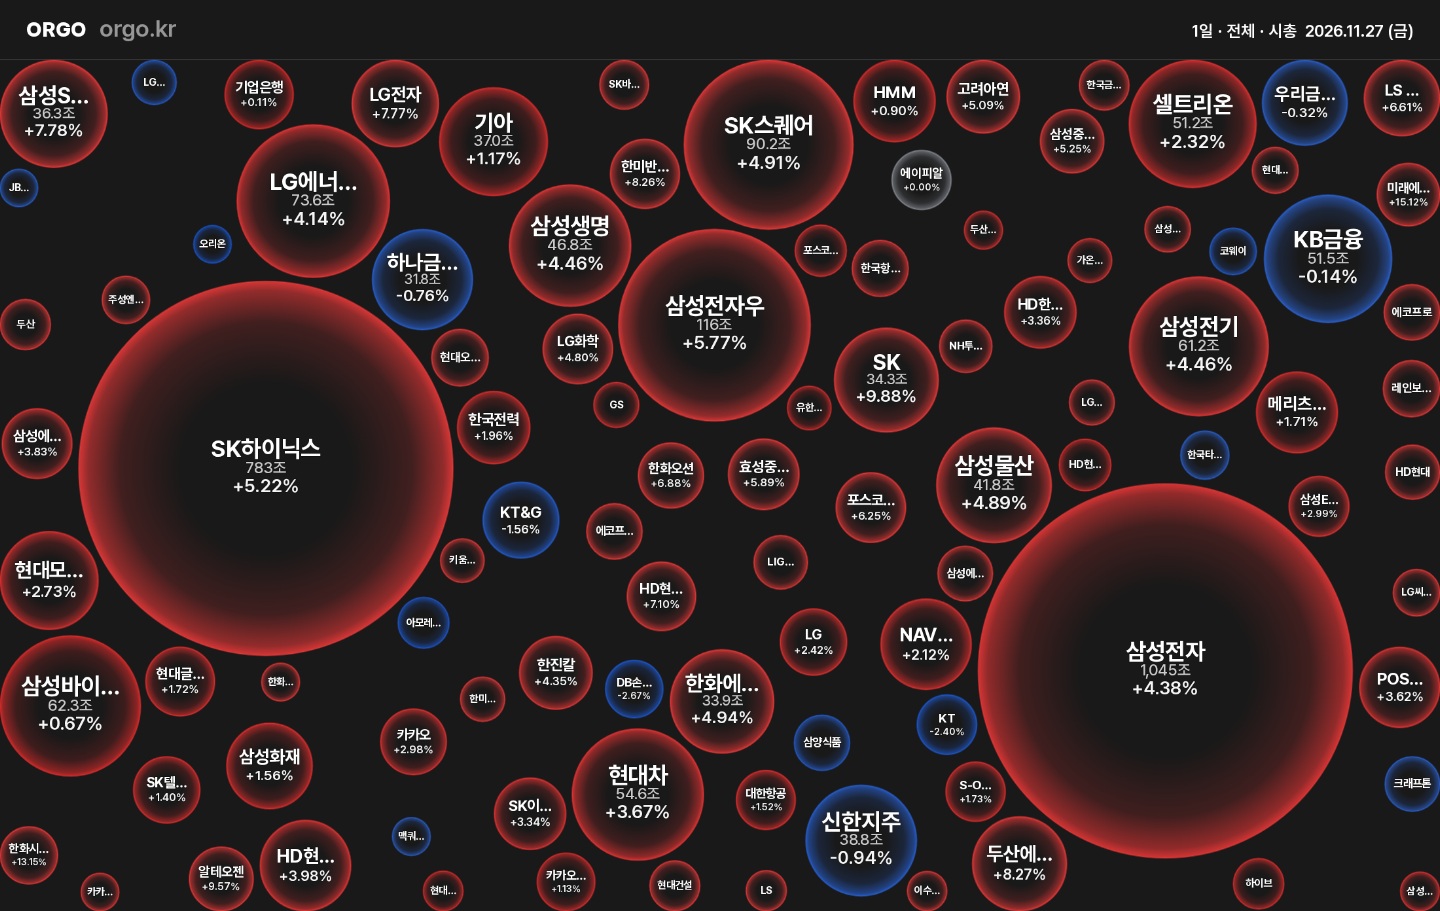 ORGO orgo.kr
1일 · 전체 · 시총 2026.11.27 (금)
삼성S...
36.3조
+7.78%
LG...
기업은행
+0.11%
LG전자
+7.77%
기아
37.0조
+1.17%
SK바...
한미반...
+8.26%
SK스퀘어
90.2조
+4.91%
HMM
+0.90%
고려아연
+5.09%
한국금...
삼성중...
+5.25%
셀트리온
51.2조
+2.32%
우리금...
-0.32%
LS ...
+6.61%
JB...
LG에너...
73.6조
+4.14%
에이피알
+0.00%
현대...
미래에...
+15.12%
오리온
하나금...
31.8조
-0.76%
삼성생명
46.8조
+4.46%
포스코...
한국항...
두산...
가온...
삼성...
코웨이
KB금융
51.5조
-0.14%
두산
주성엔...
현대오...
LG화학
+4.80%
삼성전자우
116조
+5.77%
SK
34.3조
+9.88%
NH투...
HD한...
+3.36%
삼성전기
61.2조
+4.46%
에코프로
삼성에...
+3.83%
SK하이닉스
783조
+5.22%
한국전력
+1.96%
GS
유한...
LG...
메리츠...
+1.71%
레인보...
한화오션
+6.88%
효성중...
+5.89%
포스코...
+6.25%
삼성물산
41.8조
+4.89%
HD현...
한국타...
삼성E...
+2.99%
HD현대
현대모...
+2.73%
KT&G
-1.56%
키움...
에코프...
LIG...
삼성에...
LG씨...
아모레...
HD현...
+7.10%
LG
+2.42%
NAV...
+2.12%
삼성전자
1,045조
+4.38%
POS...
+3.62%
삼성바이...
62.3조
+0.67%
현대글...
+1.72%
한화...
한미...
한진칼
+4.35%
DB손...
-2.67%
한화에...
33.9조
+4.94%
삼양식품
KT
-2.40%
SK텔...
+1.40%
삼성화재
+1.56%
카카오
+2.98%
SK이...
+3.34%
현대차
54.6조
+3.67%
대한항공
+1.52%
신한지주
38.8조
-0.94%
S-O...
+1.73%
크래프톤
한화시...
+13.15%
카카...
알테오젠
+9.57%
HD현...
+3.98%
맥쿼...
현대...
카카오...
+1.13%
현대건설
LS
이수...
두산에...
+8.27%
하이브
삼성...